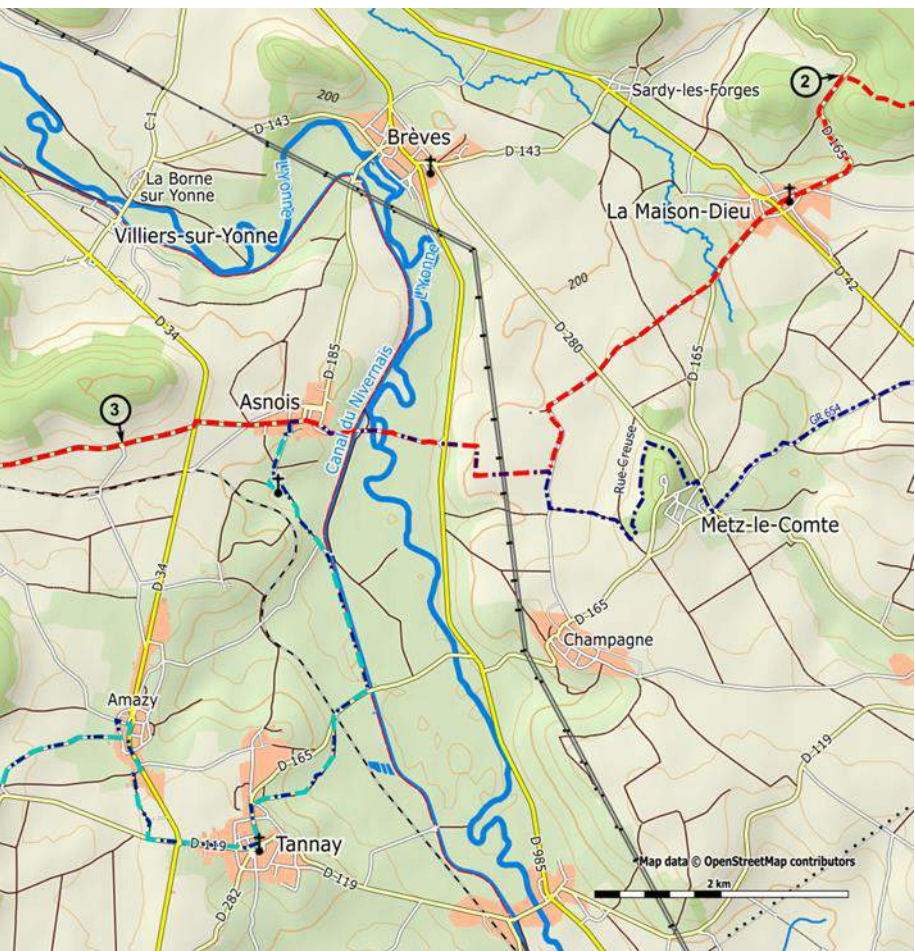 200
Sardy-les-Forges
2
C 1
D 143
Brèves
D 143
D 165
La Borne
sur Yonne
L'Yonne
La Maison-Dieu
Villiers-sur-Yonne
L'Yonne
200
D 42
D 34
D 280
D 185
D 165
Canal du Nivernais
3
Asnois
GR 654
Rue-Creuse
Metz-le-Comte
D 34
D 165
Champagne
Amazy
D 165
D 119
D 119
Tannay
D 119
D 985
Map data © OpenStreetMap contributors
2 km
D 282